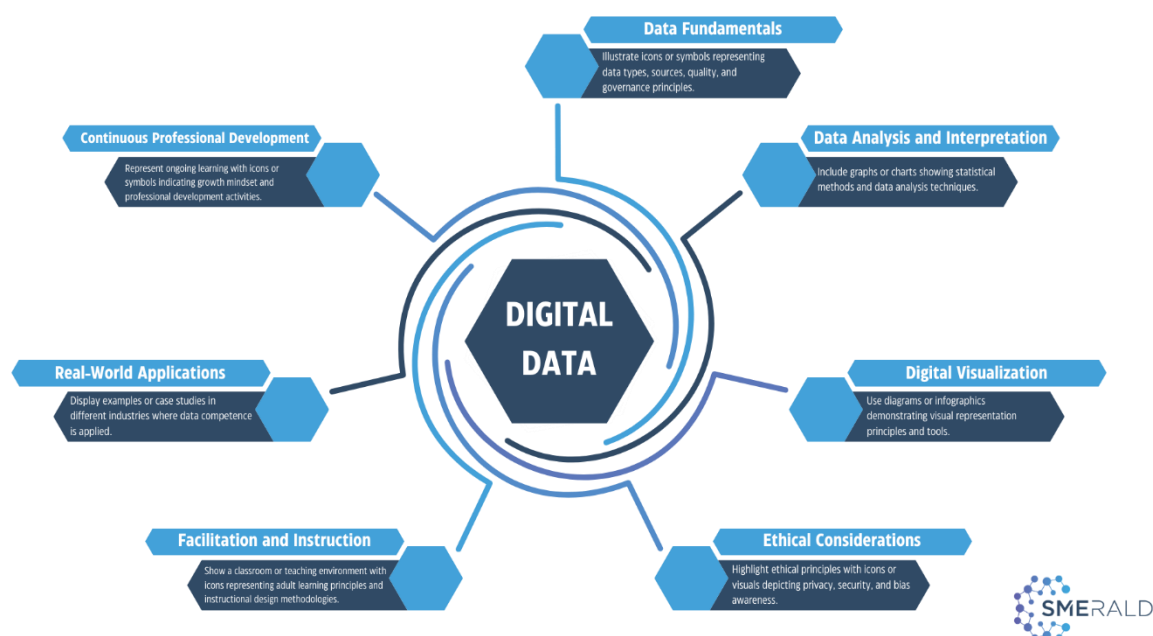 Data Fundamentals
Illustrate icons or symbols representing
data types, sources, quality, and
governance principles.
Continuous Professional Development
Represent ongoing learning with icons or
symbols indicating growth mindset and
professional development activities.
Data Analysis and Interpretation
Include graphs or charts showing statistical
methods and data analysis techniques.
DIGITAL
DATA
Real-World Applications
Display examples or case studies in
different industries where data competence
is applied.
Digital Visualization
Use diagrams or infographics
demonstrating visual representation
principles and tools.
Facilitation and Instruction
Show a classroom or teaching environment with
icons representing adult learning principles and
instructional design methodologies.
Ethical Considerations
Highlight ethical principles with icons or
visuals depicting privacy, security, and bias
awareness.
SMERALD